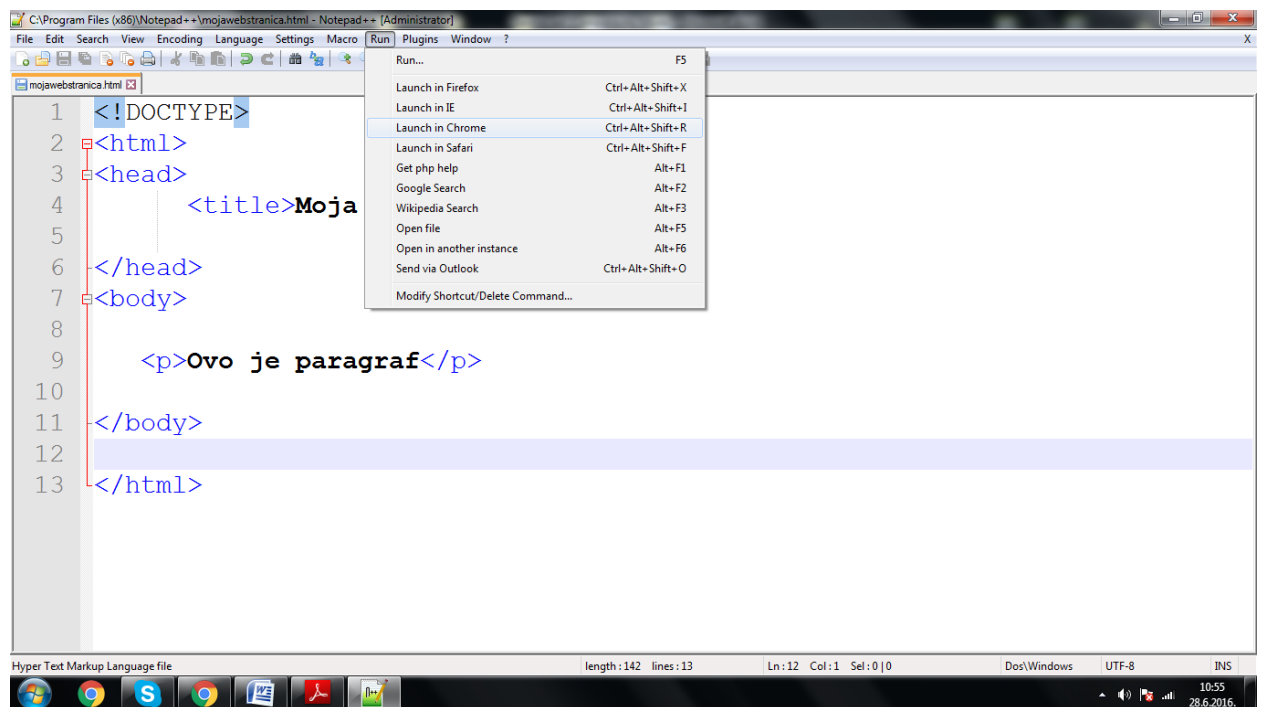 C:\Program Files (x86)\Notepad++\mojawebstranica.html - Notepad++ [Administrator]
File Edit Search View Encoding Language Settings Macro Run Plugins Window ? X
mojawebstranica.html
Run... F5
Launch in Firefox Ctrl+Alt+Shift+X
Launch in IE Ctrl+Alt+Shift+I
Launch in Chrome Ctrl+Alt+Shift+R
Launch in Safari Ctrl+Alt+Shift+F
Get php help Alt+F1
Google Search Alt+F2
Wikipedia Search Alt+F3
Open file Alt+F5
Open in another instance Alt+F6
Send via Outlook Ctrl+Alt+Shift+O
Modify Shortcut/Delete Command...
1 <!DOCTYPE>
2 <html>
3 <head>
4 <title>Moja
5
6 </head>
7 <body>
8
9 <p>Ovo je paragraf</p>
10
11 </body>
12
13 </html>
Hyper Text Markup Language file length : 142 lines : 13 Ln : 12 Col : 1 Sel : 0 | 0 Dos\Windows UTF-8 INS
10:55
28.6.2016.